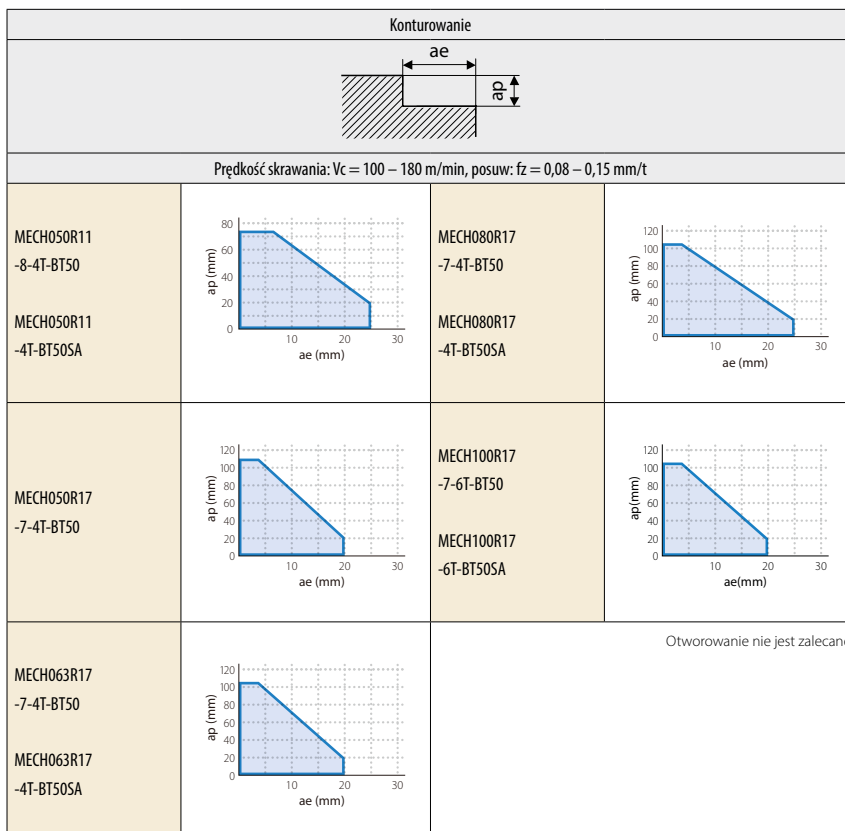 Konturowanie
ae
ap
Prędkość skrawania: Vc = 100 – 180 m/min, posuw: fz = 0,08 – 0,15 mm/t
MECH050R11
-8-4T-BT50
MECH050R11
-4T-BT50SA
80
60
40
20
0
ap (mm)
10 20 30
ae (mm)
MECH080R17
-7-4T-BT50
MECH080R17
-4T-BT50SA
120
100
80
60
40
20
0
ap (mm)
10 20 30
ae (mm)
MECH050R17
-7-4T-BT50
120
100
80
60
40
20
0
ap (mm)
10 20 30
ae (mm)
MECH100R17
-7-6T-BT50
MECH100R17
-6T-BT50SA
120
100
80
60
40
20
0
ap(mm)
10 20 30
ae(mm)
MECH063R17
-7-4T-BT50
MECH063R17
-4T-BT50SA
120
100
80
60
40
20
0
ap (mm)
10 20 30
ae (mm)
Otworowanie nie jest zalecane